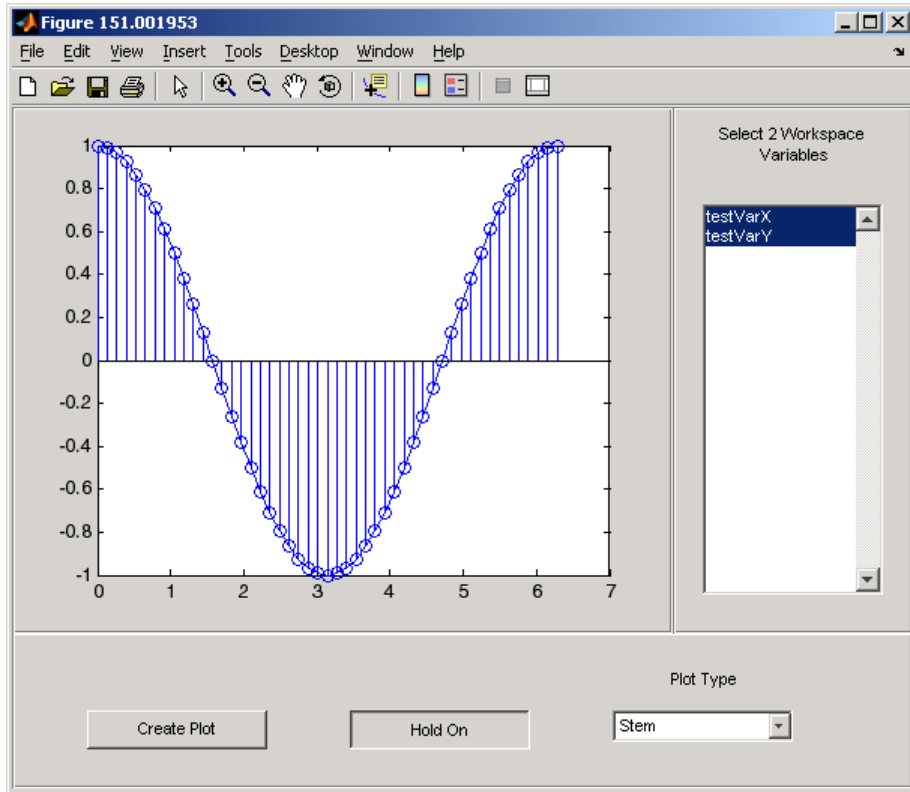 Figure 151.001953
File Edit View Insert Tools Desktop Window Help
Select 2 Workspace
Variables
testVarX
testVarY
1
0.8
0.6
0.4
0.2
0
-0.2
-0.4
-0.6
-0.8
-1
0 1 2 3 4 5 6 7
Plot Type
Create Plot
Hold On
Stem